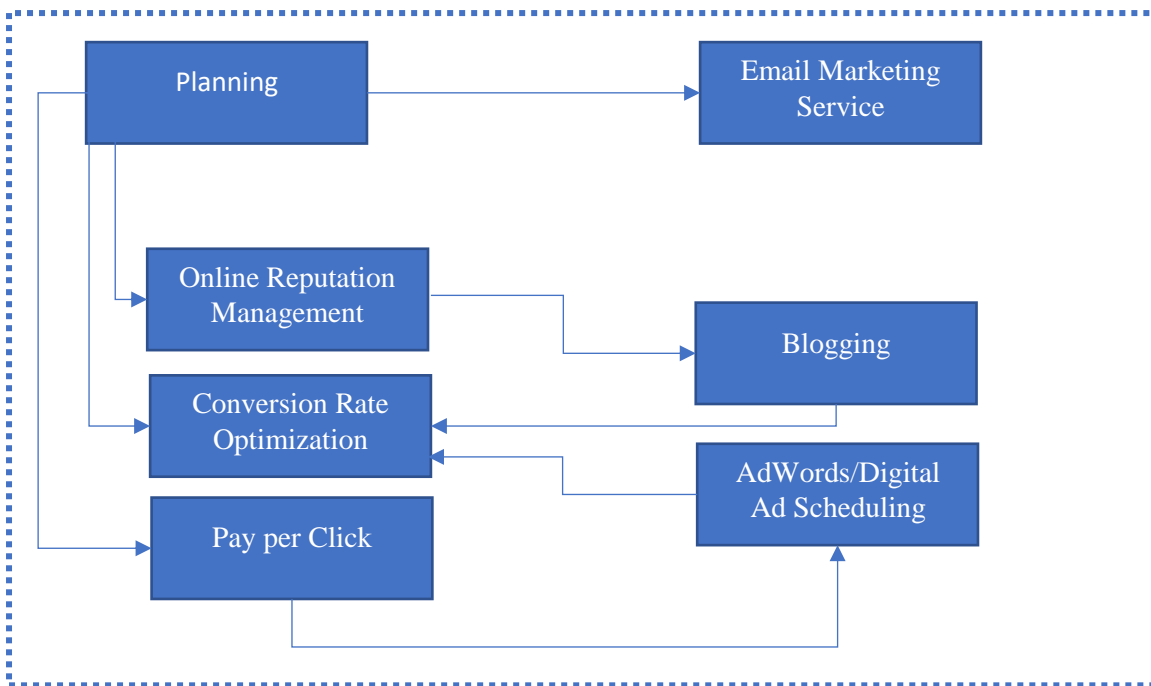 Planning
Email Marketing
Service
Online Reputation
Management
Blogging
Conversion Rate
Optimization
AdWords/Digital
Ad Scheduling
Pay per Click